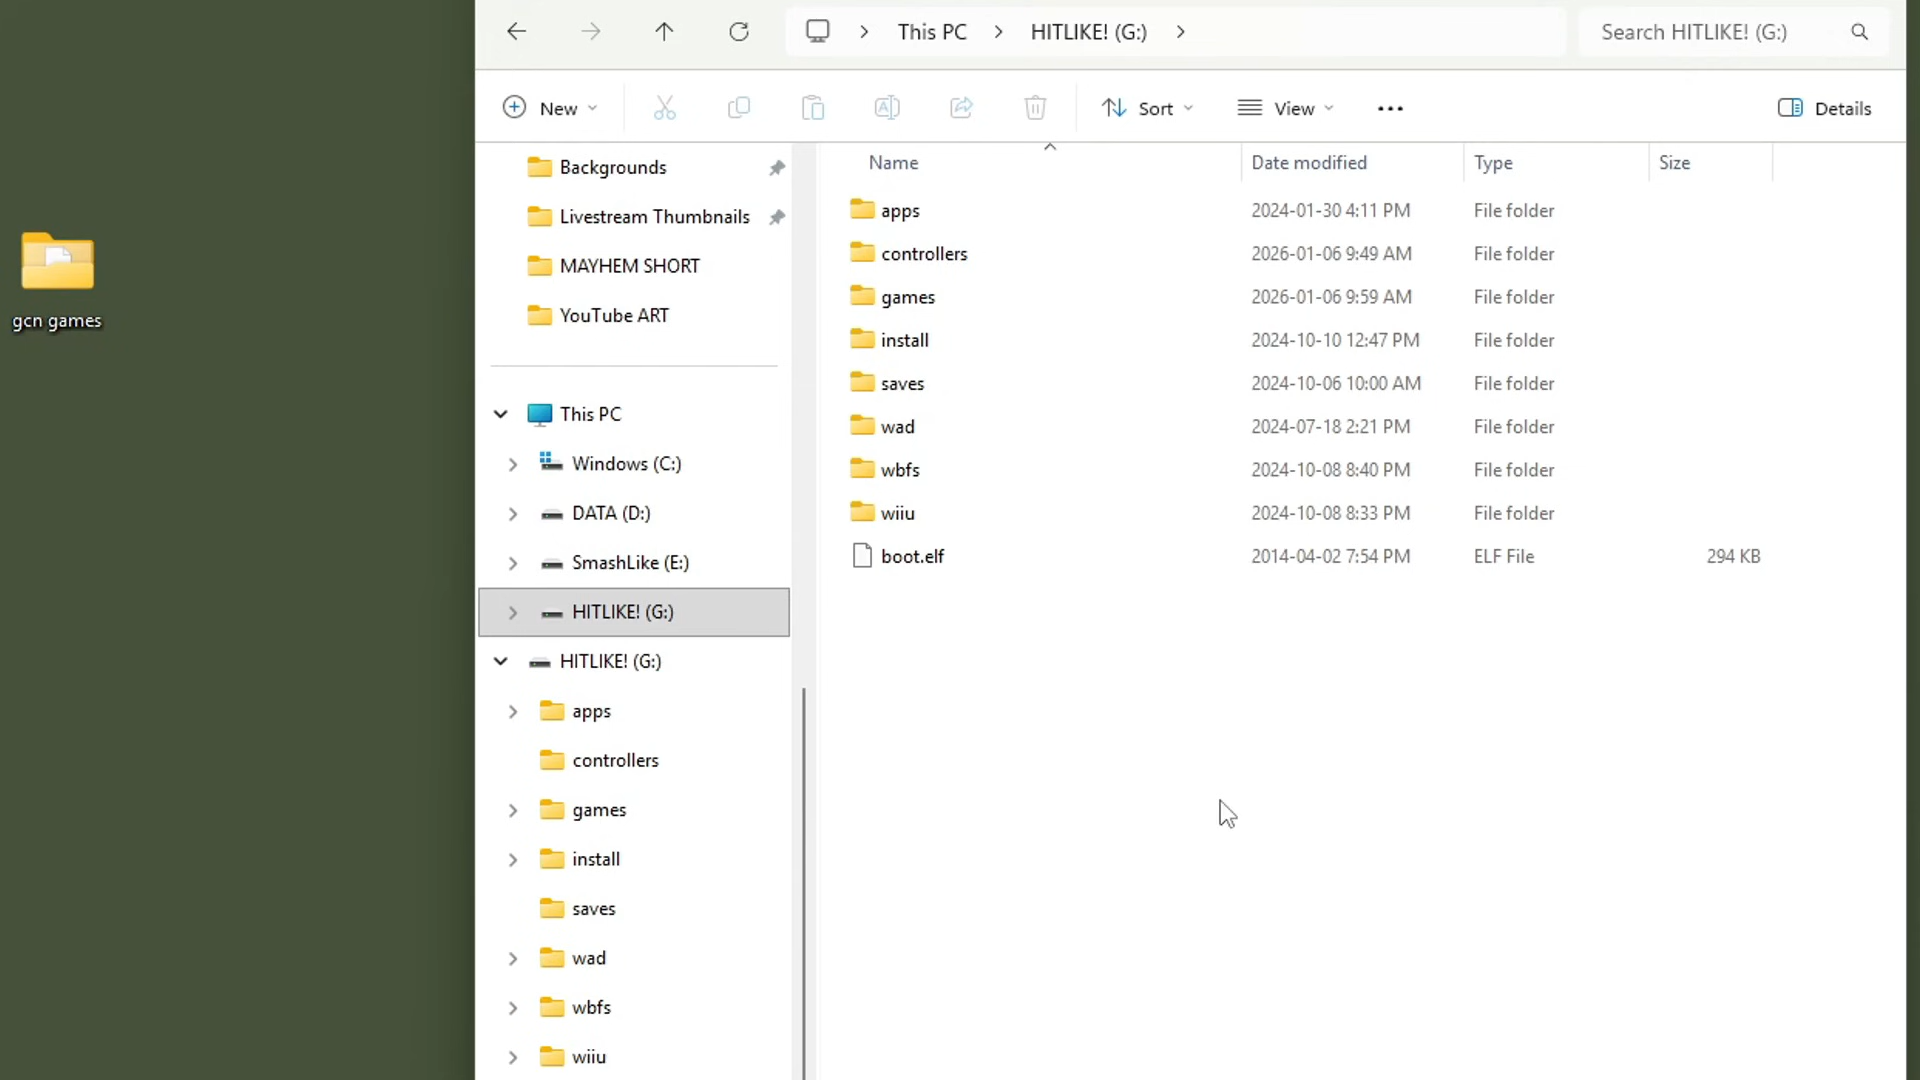 This PC
HITLIKE! (G:)
Search HITLIKE! (G:)
New
Sort
View
Details
gcn games
Backgrounds
Livestream Thumbnails
MAYHEM SHORT
YouTube ART
This PC
Windows (C:)
DATA (D:)
SmashLike (E:)
HITLIKE! (G:)
HITLIKE! (G:)
apps
controllers
games
install
saves
wad
wbfs
wiiu
Name Date modified Type Size
apps 2024-01-30 4:11 PM File folder
controllers 2026-01-06 9:49 AM File folder
games 2026-01-06 9:59 AM File folder
install 2024-10-10 12:47 PM File folder
saves 2024-10-06 10:00 AM File folder
wad 2024-07-18 2:21 PM File folder
wbfs 2024-10-08 8:40 PM File folder
wiiu 2024-10-08 8:33 PM File folder
boot.elf 2014-04-02 7:54 PM ELF File 294 KB